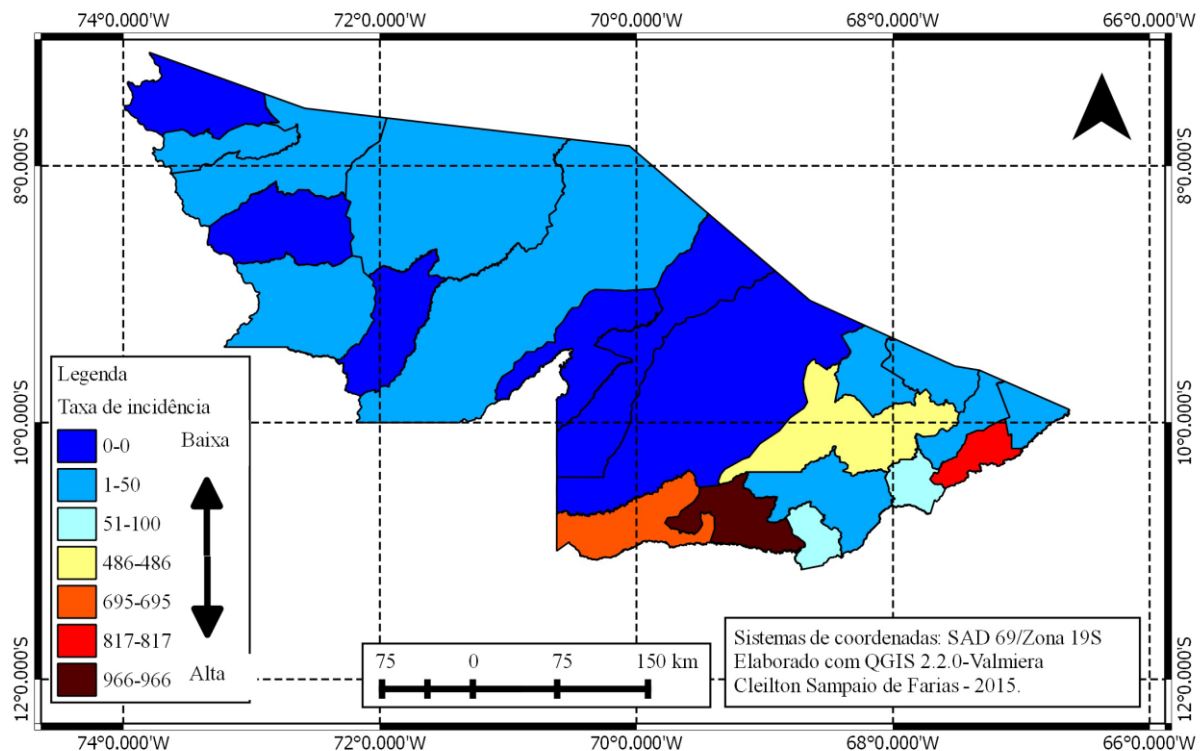 74°0.000'W 72°0.000'W 70°0.000'W 68°0.000'W 66°0.000'W
8°0.000'S 8°0.000'S
10°0.000'S 10°0.000'S
12°0.000'S 12°0.000'S
Legenda
Taxa de incidência
0-0 Baixa
1-50
51-100
486-486
695-695
817-817
966-966 Alta
75 0 75 150 km
Sistemas de coordenadas: SAD 69/Zona 19S
Elaborado com QGIS 2.2.0-Valmiera
Cleilton Sampaio de Farias - 2015.
74°0.000'W 72°0.000'W 70°0.000'W 68°0.000'W 66°0.000'W